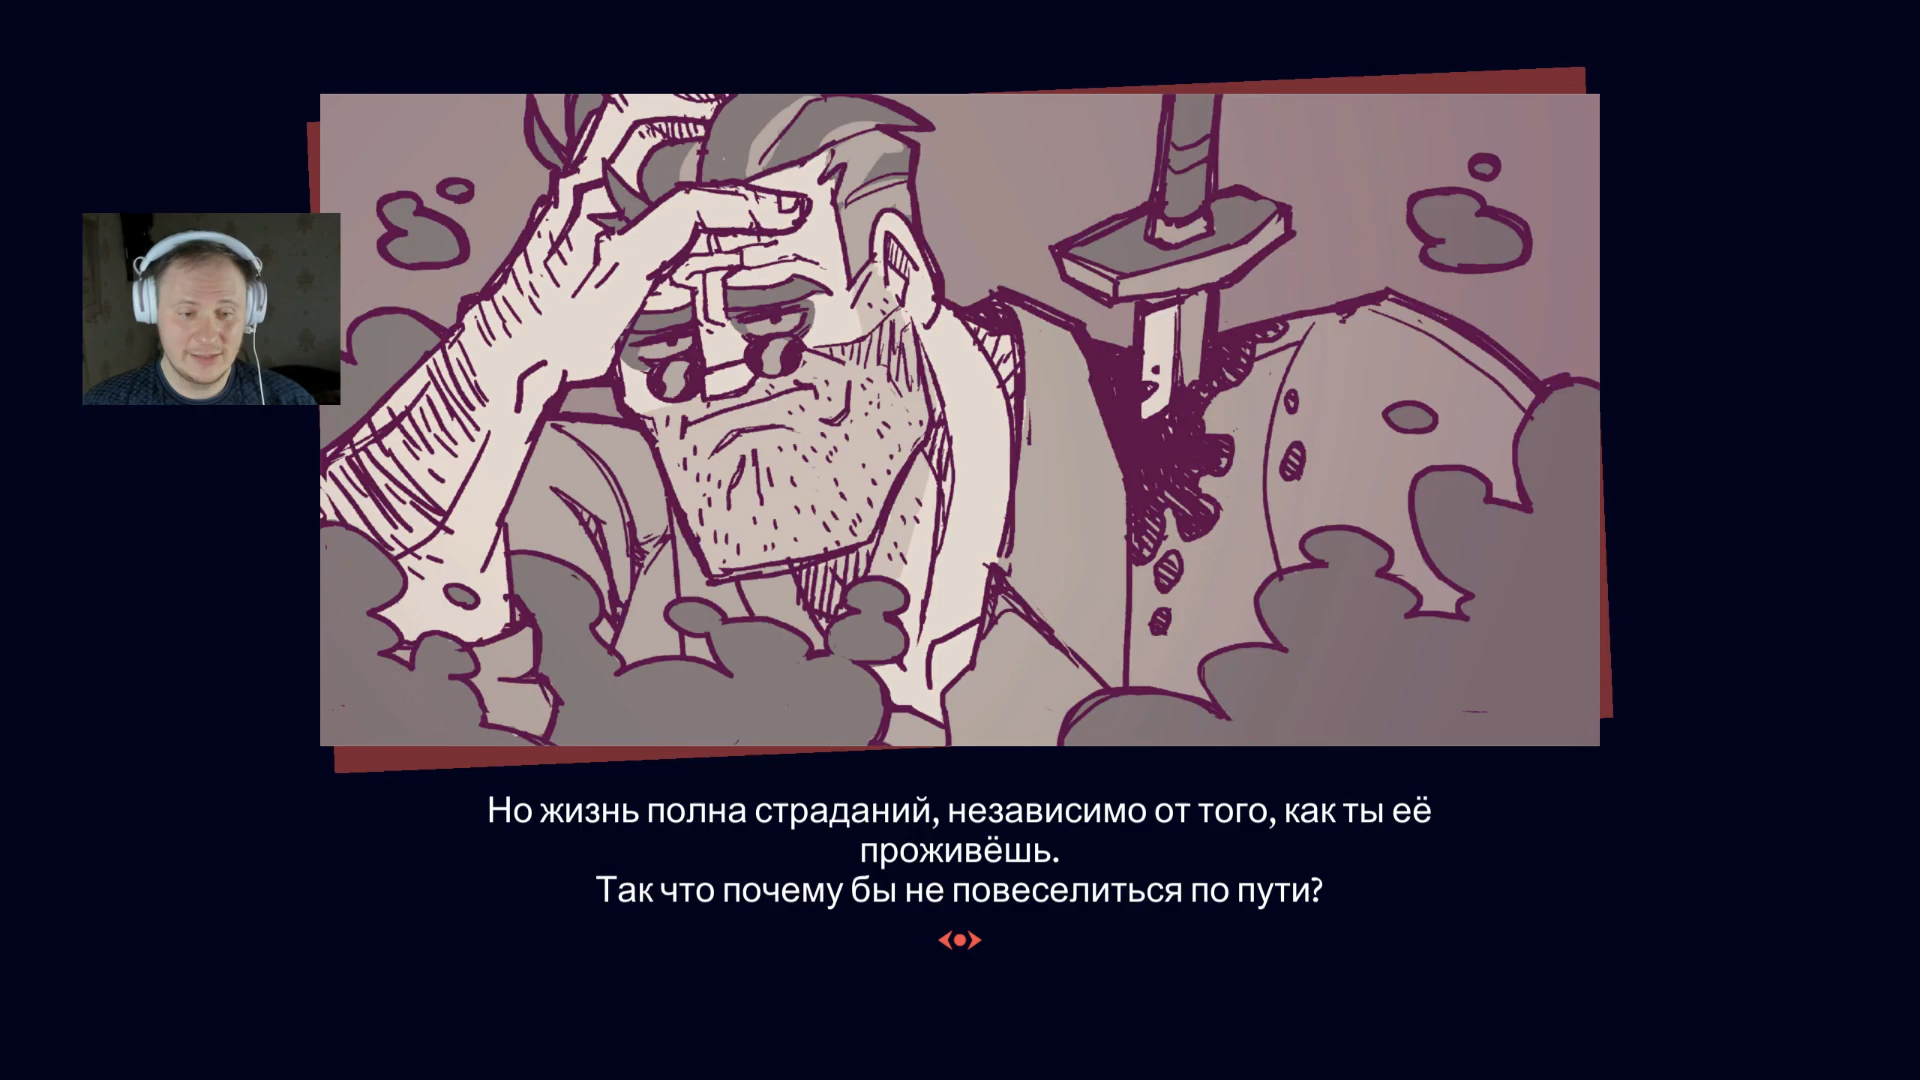 Но жизнь полна страданий, независимо от того, как ты её
проживёшь.
Так что почему бы не повеселиться по пути?